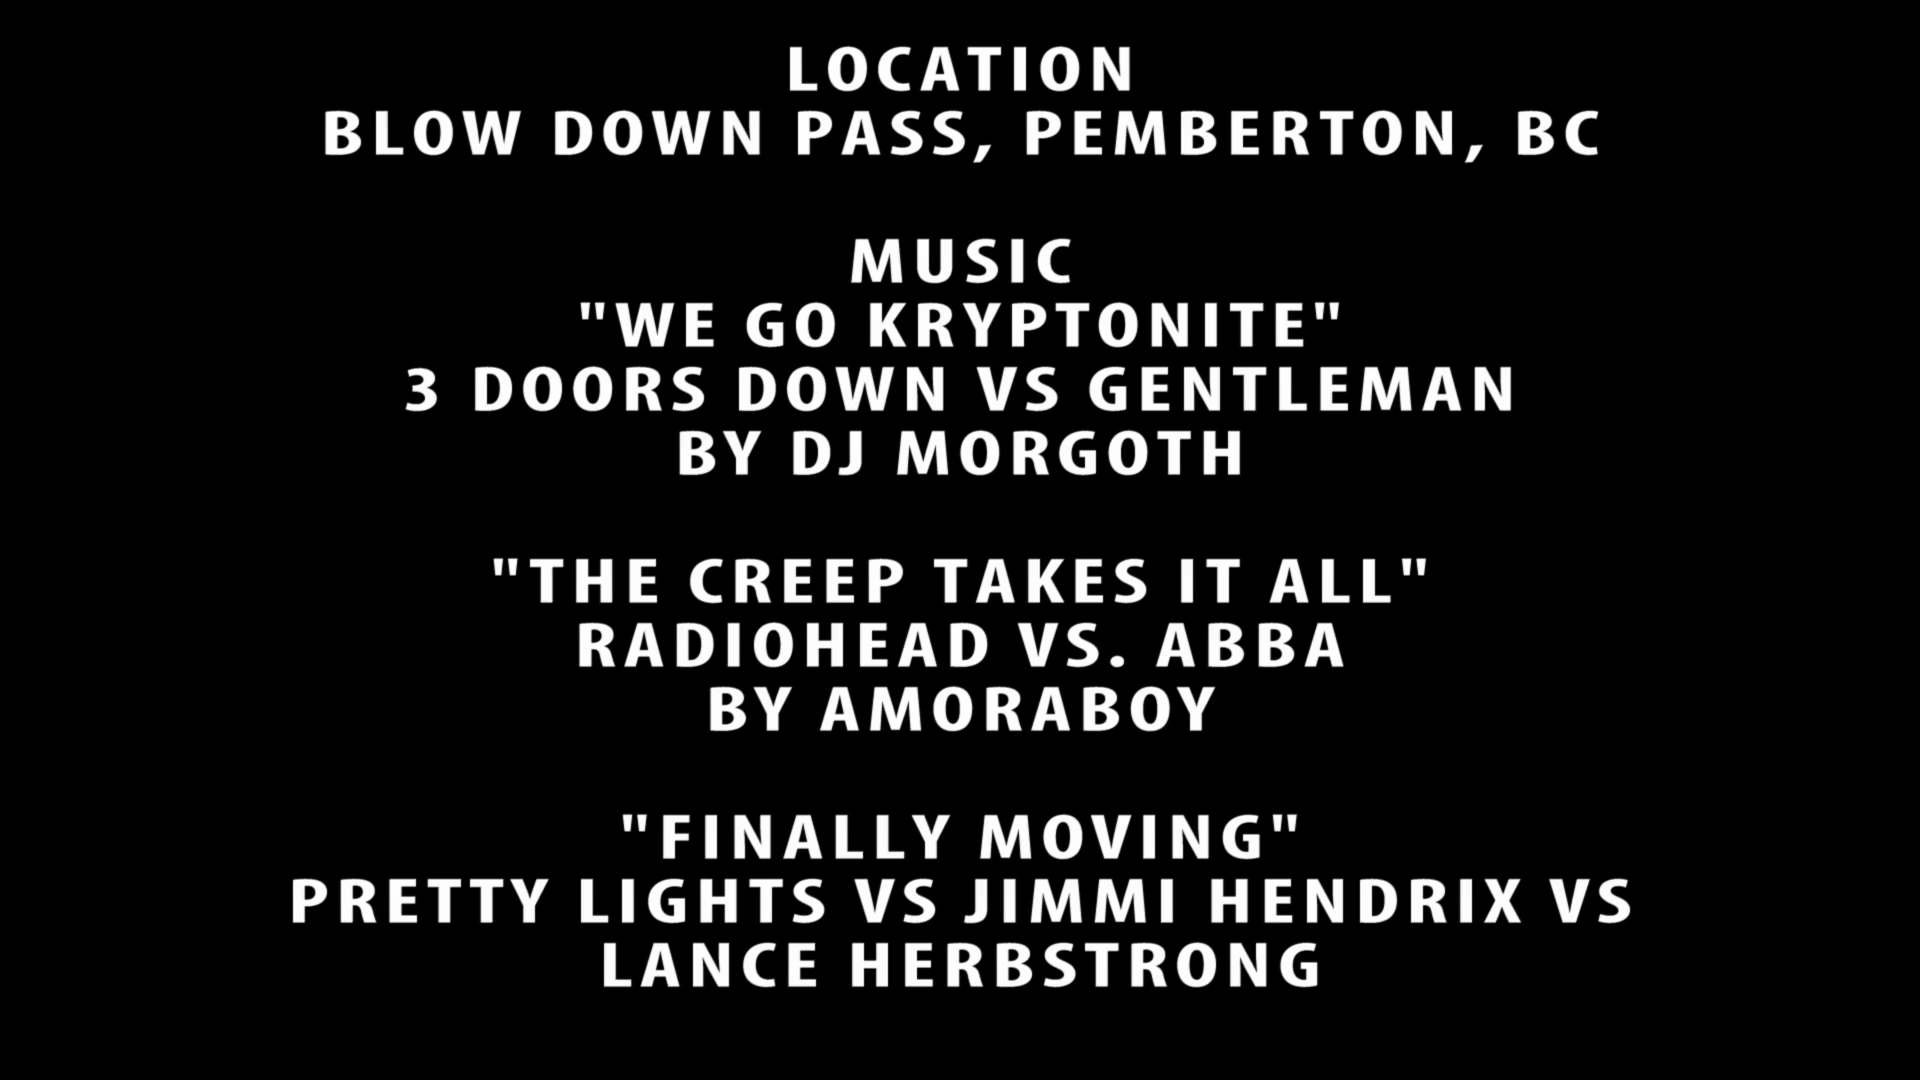 LOCATION
BLOW DOWN PASS, PEMBERTON, BC
MUSIC
"WE GO KRYPTONITE"
3 DOORS DOWN VS GENTLEMAN
BY DJ MORGOTH
"THE CREEP TAKES IT ALL"
RADIOHEAD VS. ABBA
BY AMORABOY
"FINALLY MOVING"
PRETTY LIGHTS VS JIMMI HENDRIX VS
LANCE HERBSTRONG